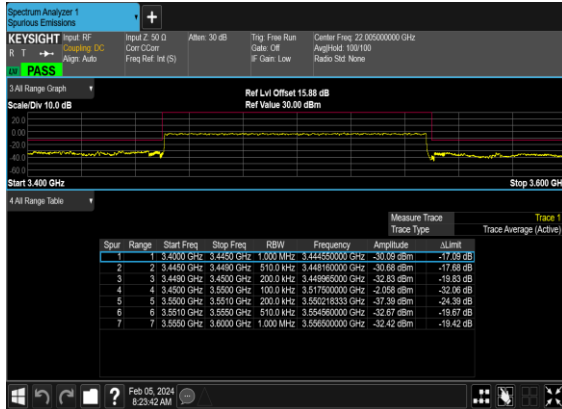 Spectrum Analyzer 1
Spurious Emissions
+
KEYSIGHT Input: RF Input Z: 50 Ω Atten: 30 dB Trig: Free Run Center Freq: 22.005000000 GHz
R T Coupling: DC Corr CCorr Gate: Off Avg|Hold: 100/100
Align: Auto Freq Ref: Int (S) IF Gain: Low Radio Std: None
PASS
3 All Range Graph
Ref Lvl Offset 15.88 dB
Scale/Div 10.0 dB Ref Value 30.00 dBm
20.0
0.00
-20.0
-40.0
-60.0
Start 3.400 GHz Stop 3.600 GH
4 All Range Table
Measure Trace Trace 1
Trace Type Trace Average (Active)
Spur Range Start Freq Stop Freq RBW Frequency Amplitude ΔLimit
1 1 3.4000 GHz 3.4450 GHz 1.000 MHz 3.444550000 GHz -30.09 dBm -17.09 dB
2 2 3.4450 GHz 3.4490 GHz 510.0 kHz 3.448160000 GHz -30.68 dBm -17.68 dB
3 3 3.4490 GHz 3.4500 GHz 200.0 kHz 3.449965000 GHz -32.83 dBm -19.83 dB
4 4 3.4500 GHz 3.5500 GHz 100.0 kHz 3.517500000 GHz -2.058 dBm -32.06 dB
5 5 3.5500 GHz 3.5510 GHz 200.0 kHz 3.550218333 GHz -37.39 dBm -24.39 dB
6 6 3.5510 GHz 3.5550 GHz 510.0 kHz 3.554560000 GHz -32.67 dBm -19.67 dB
7 7 3.5550 GHz 3.6000 GHz 1.000 MHz 3.556500000 GHz -32.42 dBm -19.42 dB
?
Feb 05, 2024
8:23:42 AM